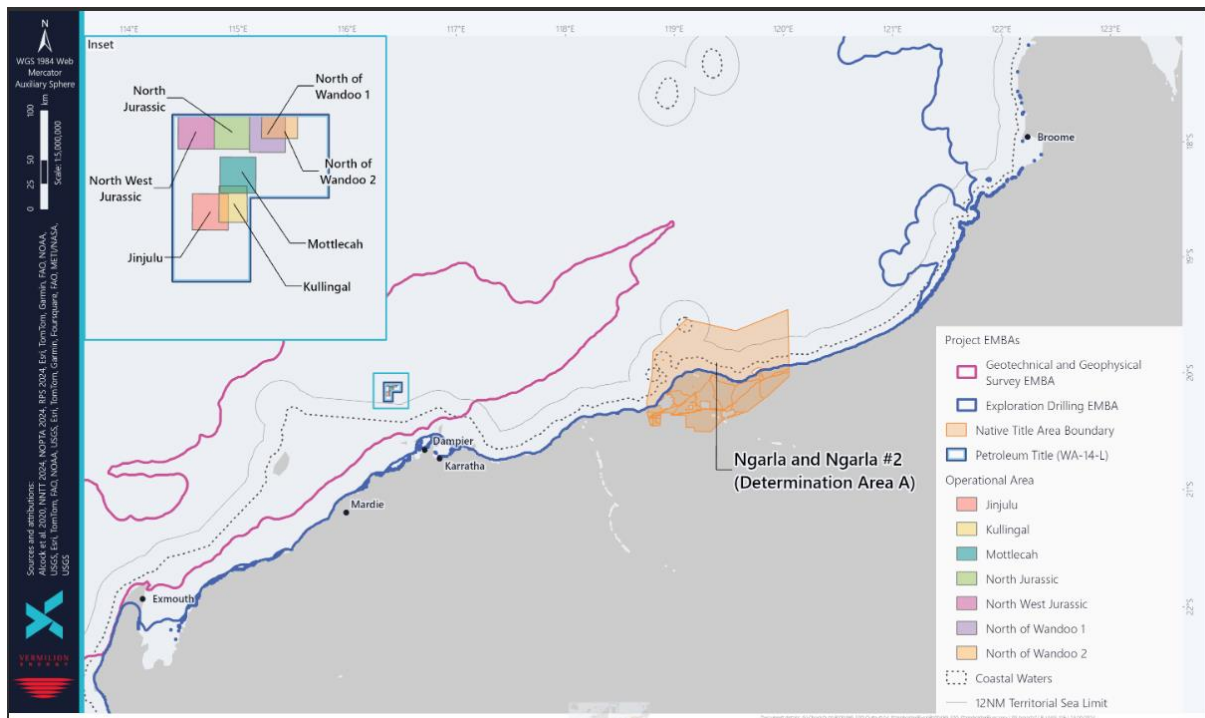 N
WGS 1984 Web
Mercator
Auxiliary Sphere
km
100
50
25
0
Scale: 1:5,000,000
Sources and attributions:
Alcock et al. 2020, NNTT 2024, NOPTA 2024, RPS 2024, Esri, TomTom, Garmin, FAO, NOAA,
USGS, Esri, TomTom, FAO, NOAA, USGS, Esri, TomTom, Garmin, Foursquare, FAO, METI/NASA,
USGS
VERMILION
ENERGY
114°E
115°E
116°E
117°E
118°E
119°E
120°E
121°E
122°E
123°E
18°S
19°S
20°S
21°S
22°S
Inset
North
Jurassic
North of
Wandoo 1
North West
Jurassic
North of
Wandoo 2
Jinjulu
Mottlecah
Kullingal
Broome
Dampier
Karratha
Mardie
Exmouth
Ngarla and Ngarla #2
(Determination Area A)
Project EMBAs
Geotechnical and Geophysical
Survey EMBA
Exploration Drilling EMBA
Native Title Area Boundary
Petroleum Title (WA-14-L)
Operational Area
Jinjulu
Kullingal
Mottlecah
North Jurassic
North West Jurassic
North of Wandoo 1
North of Wandoo 2
Coastal Waters
12NM Territorial Sea Limit